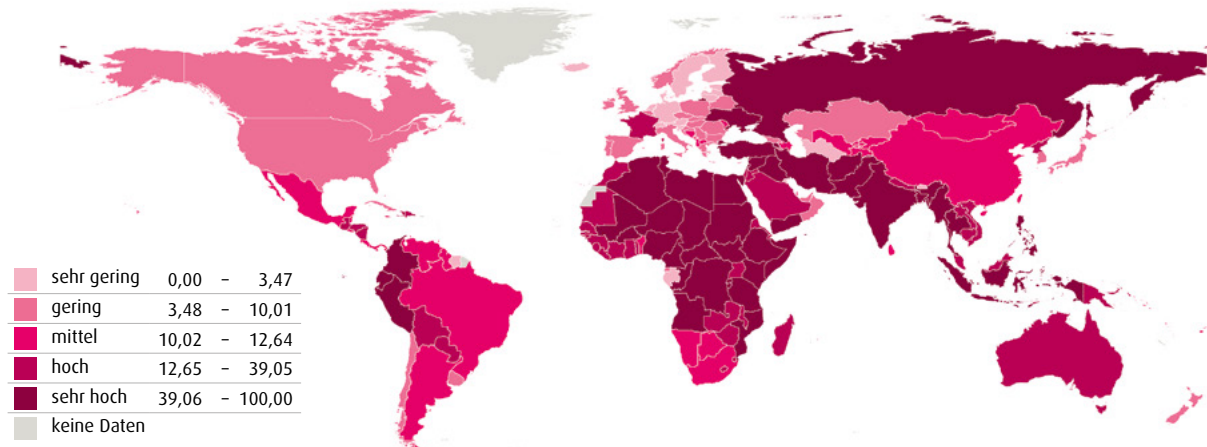 sehr gering 0,00 – 3,47
gering 3,48 – 10,01
mittel 10,02 – 12,64
hoch 12,65 – 39,05
sehr hoch 39,06 – 100,00
keine Daten